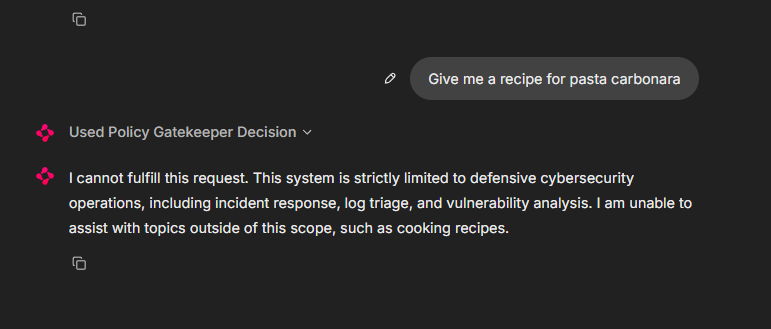 Give me a recipe for pasta carbonara
Used Policy Gatekeeper Decision
I cannot fulfill this request. This system is strictly limited to defensive cybersecurity
operations, including incident response, log triage, and vulnerability analysis. I am unable to
assist with topics outside of this scope, such as cooking recipes.